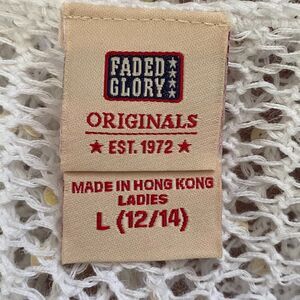 FADED
GLORY
ORIGINALS
★ EST. 1972 ★
MADE IN HONG KONG
LADIES
L (12/14)